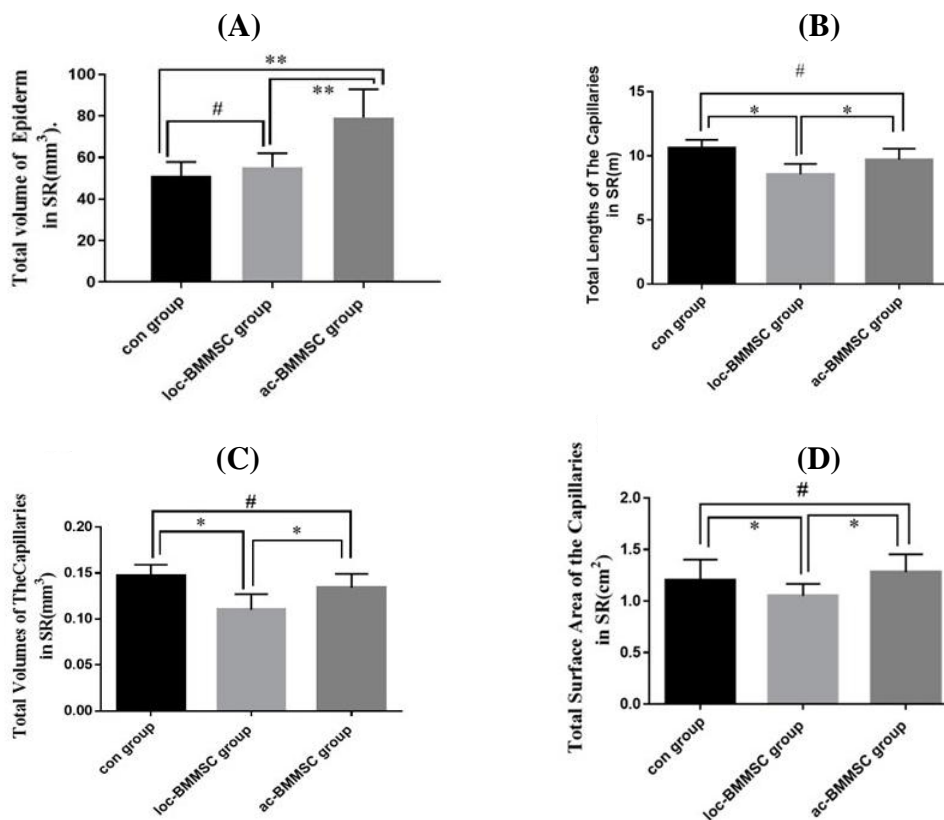 (A)
Total volume of Epiderm
in SR(mm³).
100
80
60
40
20
0
**
**
#
con group
loc-BMMSC group
ac-BMMSC group
(B)
Total Lengths of The Capillaries
in SR(m)
15
10
5
0
#
*
*
con group
loc-BMMSC group
ac-BMMSC group
(C)
Total Volumes of TheCapillaries
in SR(mm³)
0.20
0.15
0.10
0.05
0.00
#
*
*
con group
loc-BMMSC group
ac-BMMSC group
(D)
Total Surface Area of the Capillaries
in SR(cm²)
2.0
1.5
1.0
0.5
0.0
#
*
*
con group
loc-BMMSC group
ac-BMMSC group